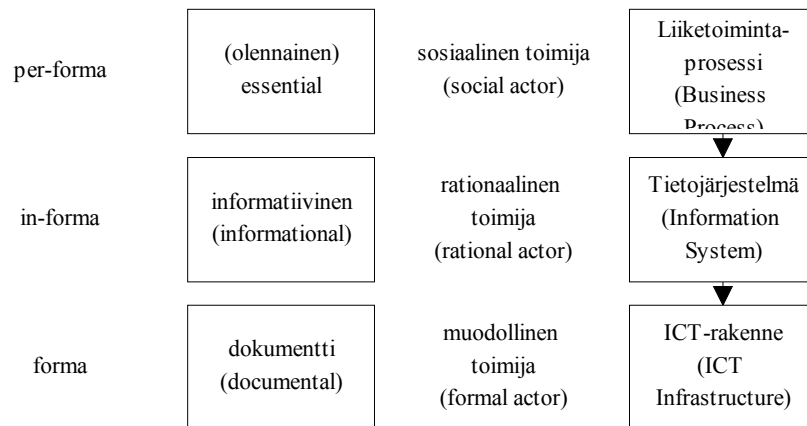 per-forma
(olennainen)
essential
sosiaalinen toimija
(social actor)
Liiketoiminta-
prosessi
(Business
Process)
in-forma
informatiivinen
(informational)
rationaalinen
toimija
(rational actor)
Tietojärjestelmä
(Information
System)
forma
dokumentti
(documental)
muodollinen
toimija
(formal actor)
ICT-rakenne
(ICT
Infrastructure)